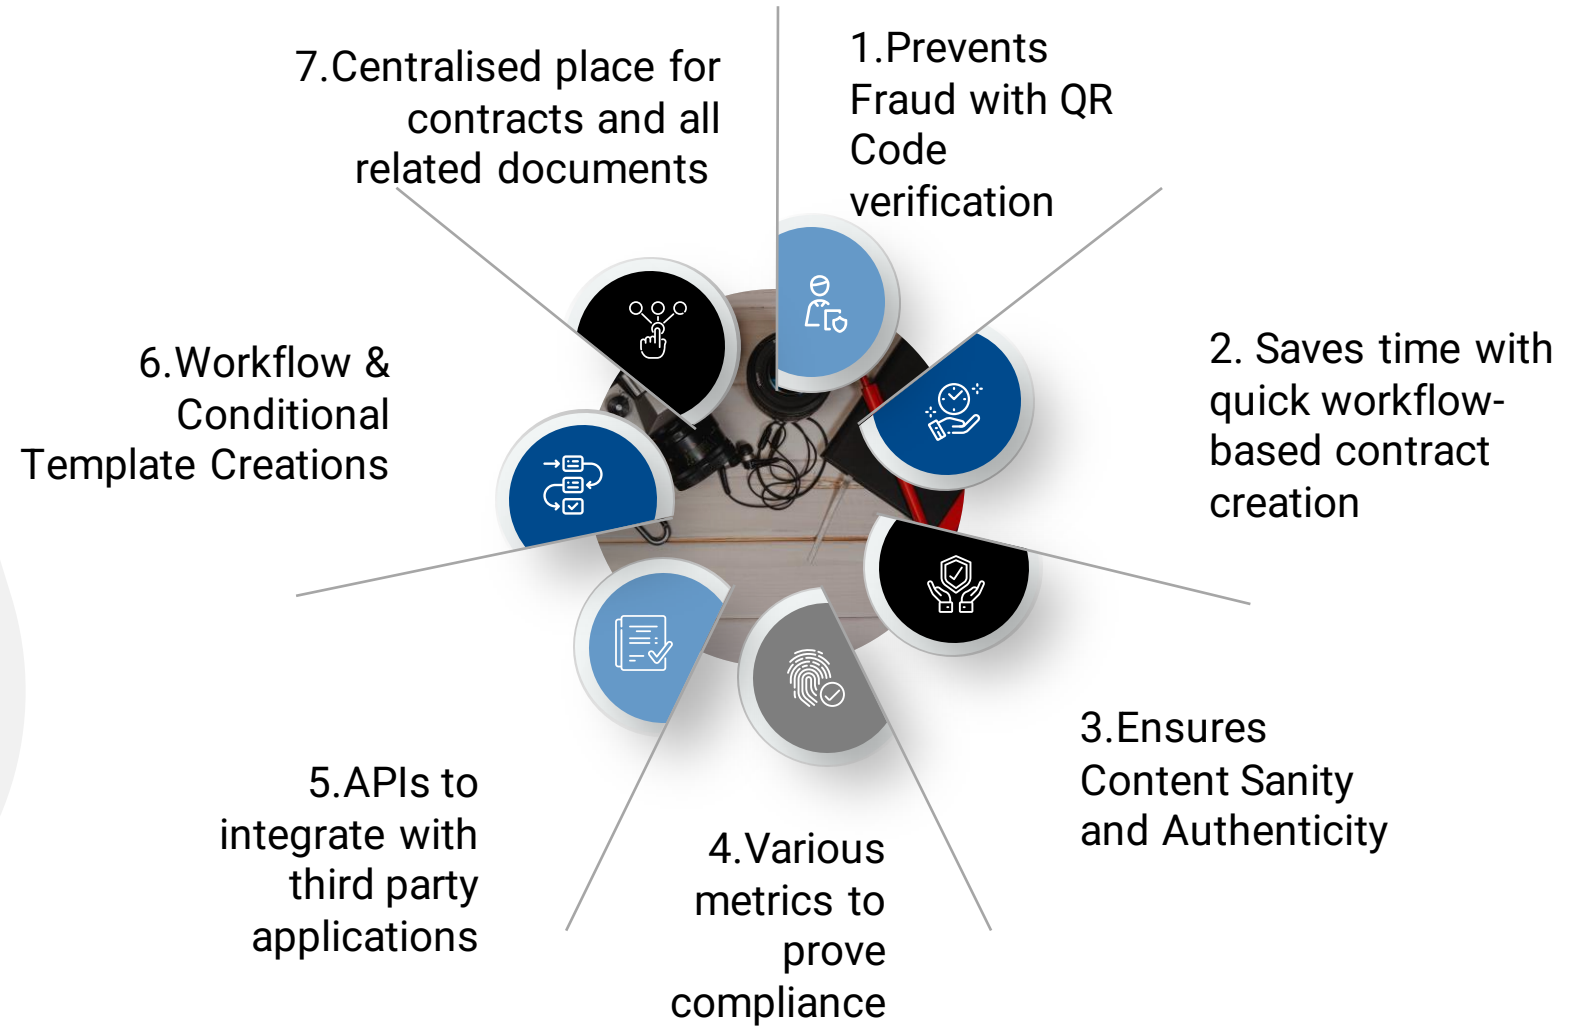 1.Prevents
Fraud with QR
Code
verification
2. Saves time with
quick workflow-
based contract
creation
3.Ensures
Content Sanity
and Authenticity
4.Various
metrics to
prove
compliance
5.APIs to
integrate with
third party
applications
6.Workflow &
Conditional
Template Creations
7.Centralised place for
contracts and all
related documents